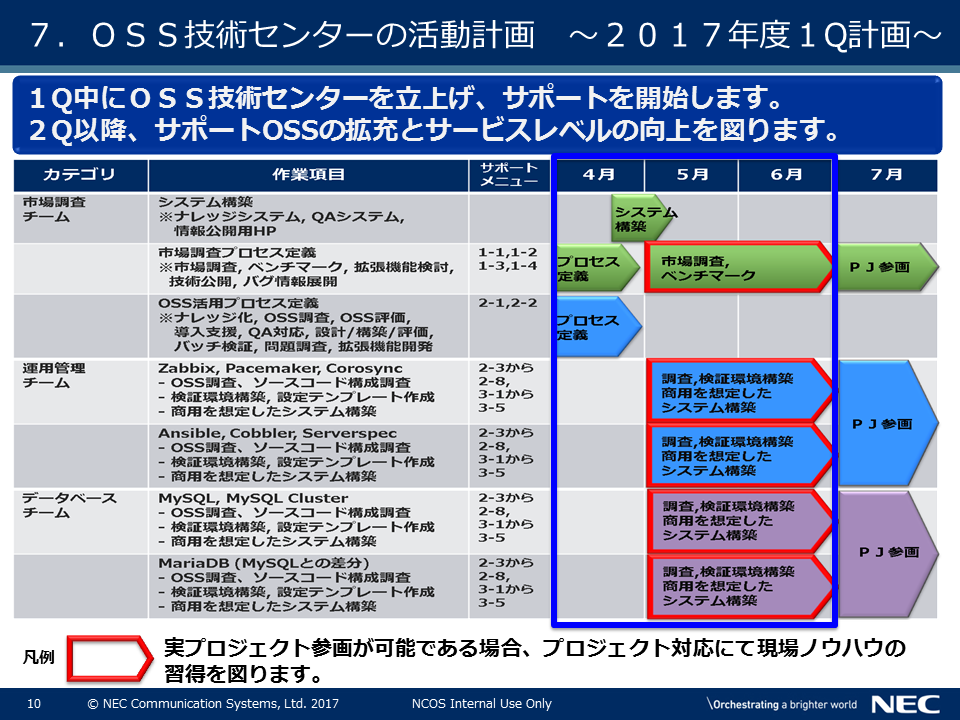 ７．ＯＳＳ技術センターの活動計画　～２０１７年度１Q計画～
１Q中にＯＳＳ技術センターを立上げ、サポートを開始します。
２Q以降、サポートOSSの拡充とサービスレベルの向上を図ります。
カテゴリ 作業項目 サポート
メニュー ４月 ５月 ６月 ７月
市場調査
チーム
システム構築
※ナレッジシステム, QAシステム,
情報公開用HP
システム
構築
市場調査プロセス定義
※市場調査, ベンチマーク, 拡張機能検討,
技術公開, バグ情報展開
1-1,1-2
1-3,1-4
プロセス
定義
市場調査,
ベンチマーク
ＰＪ参画
OSS活用プロセス定義
※ナレッジ化, OSS調査, OSS評価,
導入支援, QA対応, 設計/構築/評価,
パッチ検証, 問題調査, 拡張機能開発
2-1,2-2
プロセス
定義
運用管理
チーム
Zabbix, Pacemaker, Corosync
- OSS調査、ソースコード構成調査
- 検証環境構築, 設定テンプレート作成
- 商用を想定したシステム構築
2-3から
2-8,
3-1から
3-5
調査,検証環境構築
商用を想定した
システム構築
ＰＪ参画
Ansible, Cobbler, Serverspec
- OSS調査、ソースコード構成調査
- 検証環境構築, 設定テンプレート作成
- 商用を想定したシステム構築
2-3から
2-8,
3-1から
3-5
調査,検証環境構築
商用を想定した
システム構築
データベース
チーム
MySQL, MySQL Cluster
- OSS調査、ソースコード構成調査
- 検証環境構築, 設定テンプレート作成
- 商用を想定したシステム構築
2-3から
2-8,
3-1から
3-5
調査,検証環境構築
商用を想定した
システム構築
ＰＪ参画
MariaDB (MySQLとの差分)
- OSS調査、ソースコード構成調査
- 検証環境構築, 設定テンプレート作成
- 商用を想定したシステム構築
2-3から
2-8,
3-1から
3-5
調査,検証環境構築
商用を想定した
システム構築
凡例
実プロジェクト参画が可能である場合、プロジェクト対応にて現場ノウハウの
習得を図ります。
10 © NEC Communication Systems, Ltd. 2017 NCOS Internal Use Only \Orchestrating a brighter world NEC